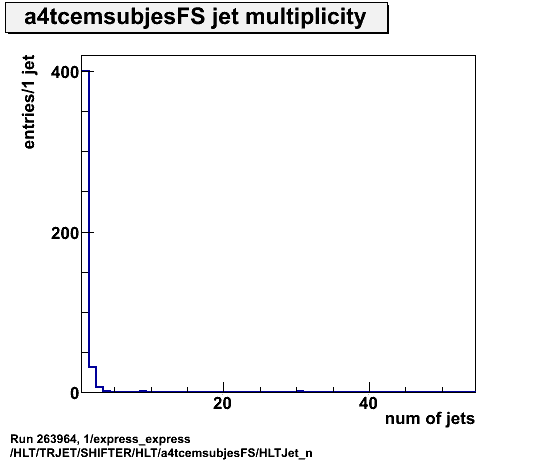 a4tcemsubjesFS jet multiplicity
entries/1 jet
400
200
0
20
40
num of jets
Run 263964, 1/express_express
/HLT/TRJET/SHIFTER/HLT/a4tcemsubjesFS/HLTJet_n